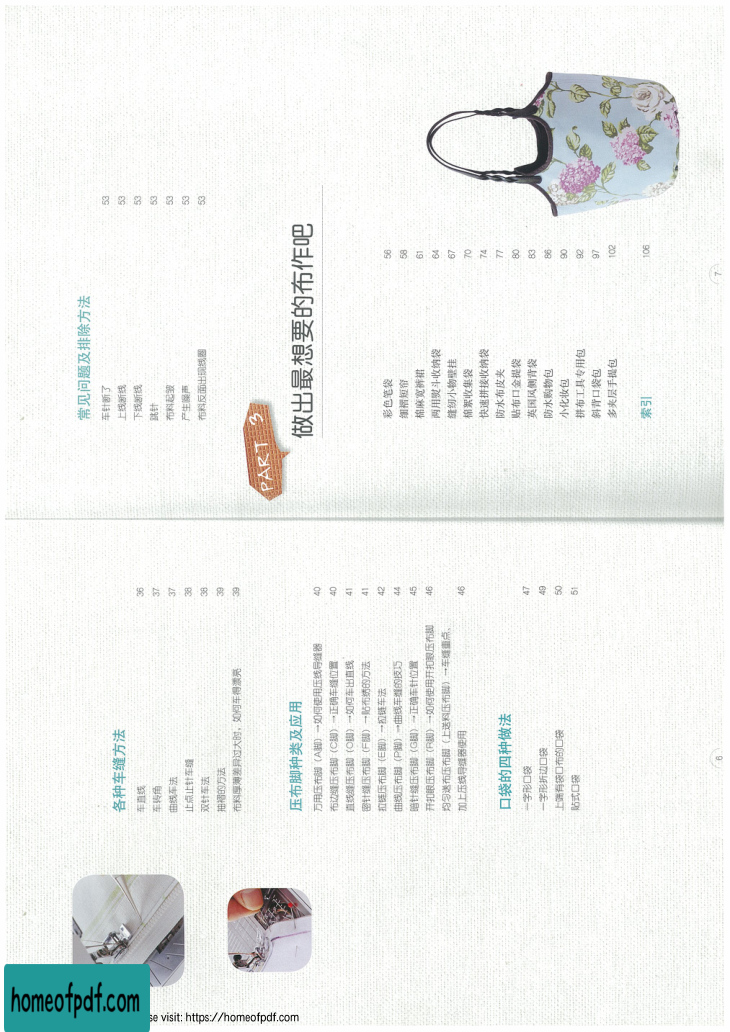 各种车缝方法
车直线 36
车转角 37
曲线车法 37
止点止针车缝 38
双针车法 38
抽褶的方法 39
布料厚薄差异过大时，如何车得漂亮 39
压布脚种类及应用
万用压布脚（A脚）→如何使用压线导缝器 40
布边缝压布脚（C脚）→正确车缝位置 40
直线缝压布脚（O脚）→如何车出直线 41
密针缝压布脚（F脚）→贴布绣的方法 41
拉链压布脚（E脚）→拉链车法 42
曲线压布脚（P脚）→曲线车缝的技巧 44
暗针缝压布脚（G脚）→正确车针位置 45
开扣眼压布脚（R脚）→如何使用开扣眼压布脚 46
均匀送布压布脚（上送料压布脚）→车缝重点，
加上压线导缝器使用 46
口袋的四种做法
一字形口袋 47
一字形折边口袋 49
上端有袋口布的口袋 50
贴式口袋 51
6
常见问题及排除方法
车针断了 53
上线断线 53
下线断线 53
跳针 53
布料起皱 53
产生噪声 53
布料反面出现线圈 53
PART 3
做出最想要的布作吧
彩色笔袋 56
绷褶短帘 58
棉麻宽裤裙 61
两用熨斗收纳袋 64
缝纫小物壁挂 67
棉絮收集袋 70
快速拼接收纳袋 74
防水布皮夹 77
贴布口金提袋 80
英国风侧背袋 83
防水购物包 86
小化妆包 90
拼布工具专用包 92
斜背口袋包 97
多夹层手提包 102
索引 106
7
homeofpdf.com
se visit: https://homeofpdf.com